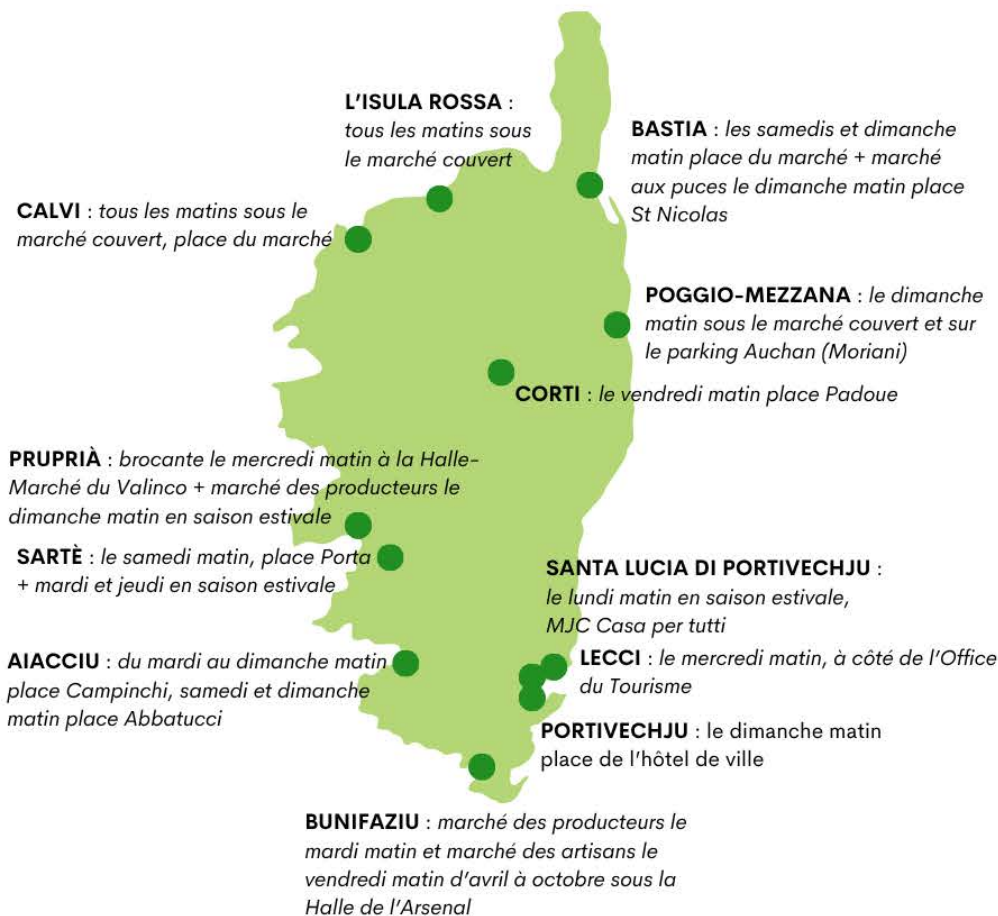 L'ISULA ROSSA :
tous les matins sous
le marché couvert
BASTIA : les samedis et dimanche
matin place du marché + marché
aux puces le dimanche matin place
St Nicolas
CALVI : tous les matins sous le
marché couvert, place du marché
POGGIO-MEZZANA : le dimanche
matin sous le marché couvert et sur
le parking Auchan (Moriani)
CORTI : le vendredi matin place Padoue
PRUPRIÀ : brocante le mercredi matin à la Halle-
Marché du Valinco + marché des producteurs le
dimanche matin en saison estivale
SARTÈ : le samedi matin, place Porta
+ mardi et jeudi en saison estivale
SANTA LUCIA DI PORTIVECHJU :
le lundi matin en saison estivale,
MJC Casa per tutti
AIACCIU : du mardi au dimanche matin
place Campinchi, samedi et dimanche
matin place Abbatucci
LECCI : le mercredi matin, à côté de l'Office
du Tourisme
PORTIVECHJU : le dimanche matin
place de l'hôtel de ville
BUNIFAZIU : marché des producteurs le
mardi matin et marché des artisans le
vendredi matin d'avril à octobre sous la
Halle de l'Arsenal